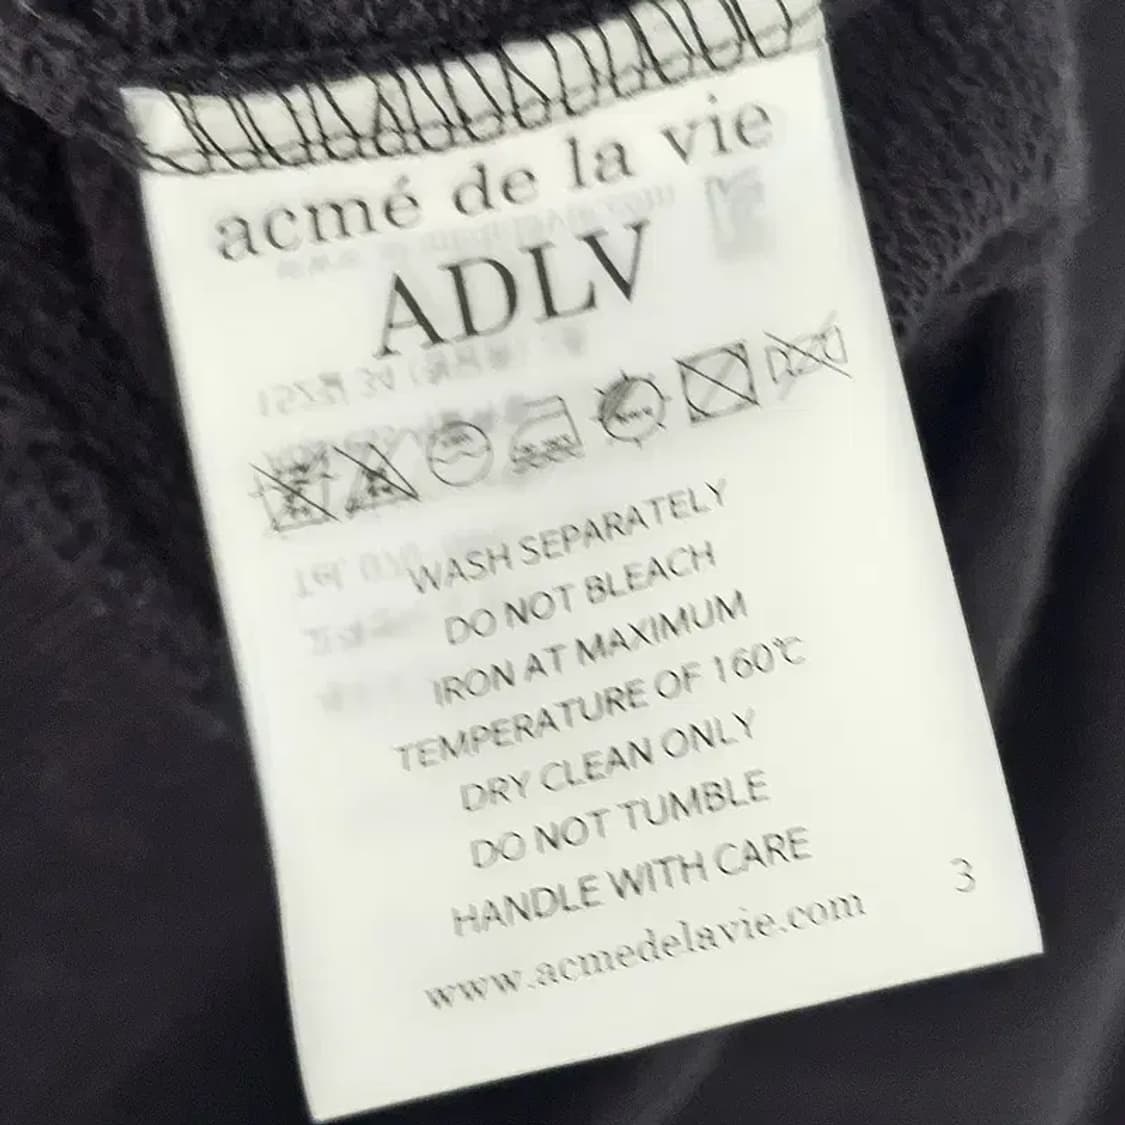 acmé de la vie
ADLV
WASH SEPARATELY
DO NOT BLEACH
IRON AT MAXIMUM
TEMPERATURE OF 160℃
DRY CLEAN ONLY
DO NOT TUMBLE
HANDLE WITH CARE
www.acmedelavie.com
3